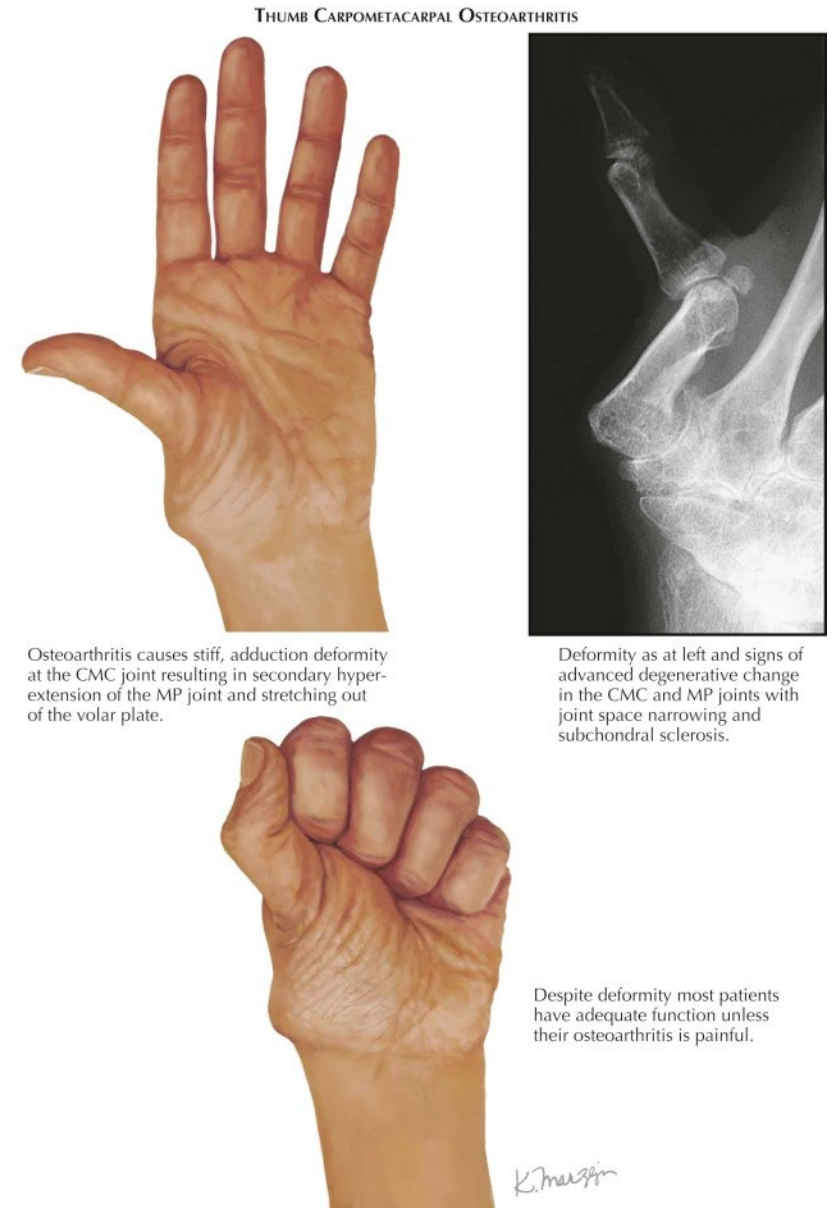 THUMB CARPOMETACARPAL OSTEOARTHRITIS
Osteoarthritis causes stiff, adduction deformity
at the CMC joint resulting in secondary hyper-
extension of the MP joint and stretching out
of the volar plate.
Deformity as at left and signs of
advanced degenerative change
in the CMC and MP joints with
joint space narrowing and
subchondral sclerosis.
Despite deformity most patients
have adequate function unless
their osteoarthritis is painful.